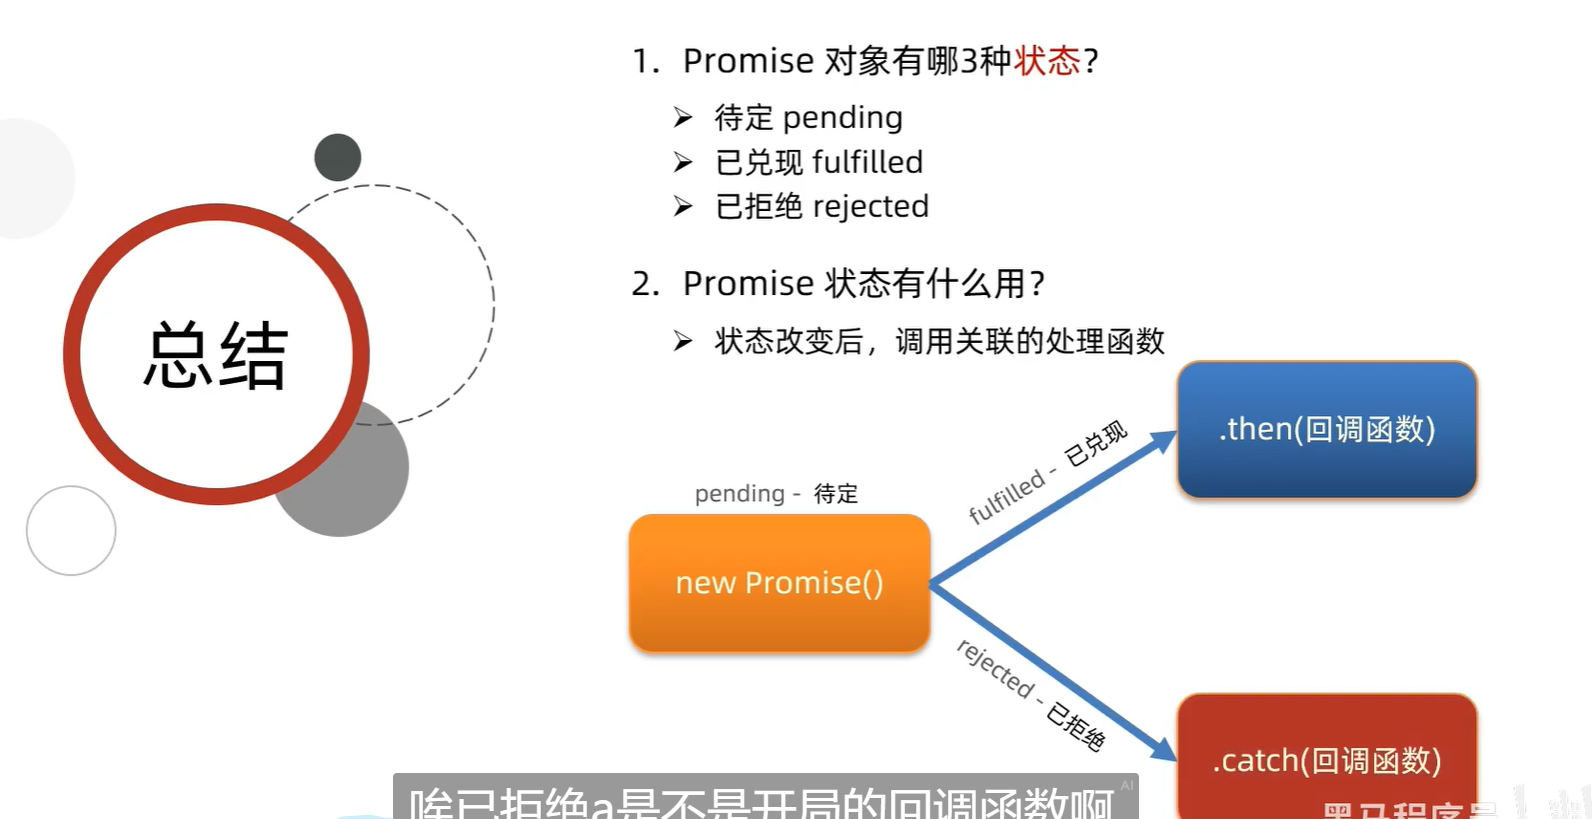 总结
1. Promise 对象有哪3种状态?
➢ 待定 pending
➢ 已兑现 fulfilled
➢ 已拒绝 rejected
2. Promise 状态有什么用?
➢ 状态改变后，调用关联的处理函数
pending - 待定
new Promise()
fulfilled - 已兑现
.then(回调函数)
rejected - 已拒绝
.catch(回调函数)
唉已拒绝a是不是开局的回调函数啊
AI
黑马程序员